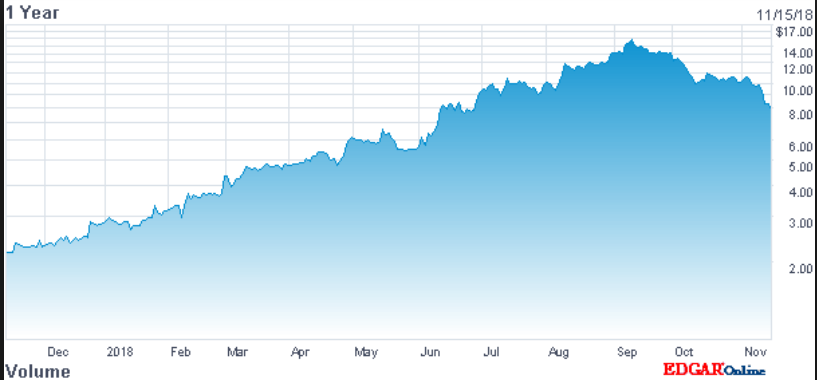 1 Year
11/15/18
$17.00
14.00
12.00
10.00
8.00
6.00
5.00
4.00
3.00
2.00
Dec 2018 Feb Mar Apr May Jun Jul Aug Sep Oct Nov
EDGAR Online
Volume